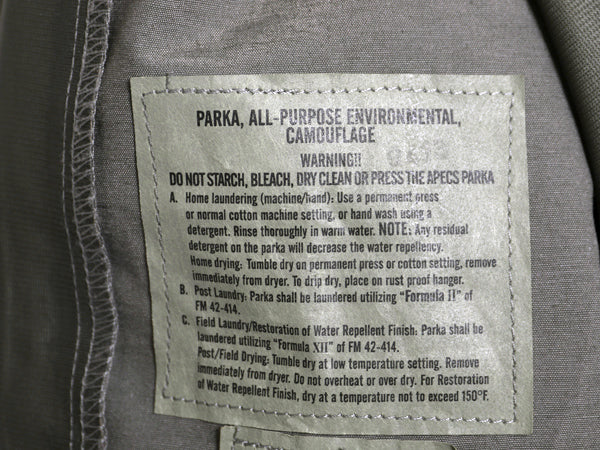 PARKA, ALL-PURPOSE ENVIRONMENTAL,
CAMOUFLAGE
WARNING!!
DO NOT STARCH, BLEACH, DRY CLEAN OR PRESS THE APECS PARKA
A. Home laundering (machine/hand): Use a permanent press
or normal cotton machine setting, or hand wash using a
detergent. Rinse thoroughly in warm water. NOTE: Any residual
detergent on the parka will decrease the water repellency.
Home drying: Tumble dry on permanent press or cotton setting, remove
immediately from dryer. To drip dry, place on rust proof hanger.
B. Post Laundry: Parka shall be laundered utilizing "Formula II" of
FM 42-414.
C. Field Laundry/Restoration of Water Repellent Finish: Parka shall be
laundered utilizing "Formula XII" of FM 42-414.
Post/Field Drying: Tumble dry at low temperature setting. Remove
immediately from dryer. Do not overheat or over dry. For Restoration
of Water Repellent Finish, dry at a temperature not to exceed 150°F.